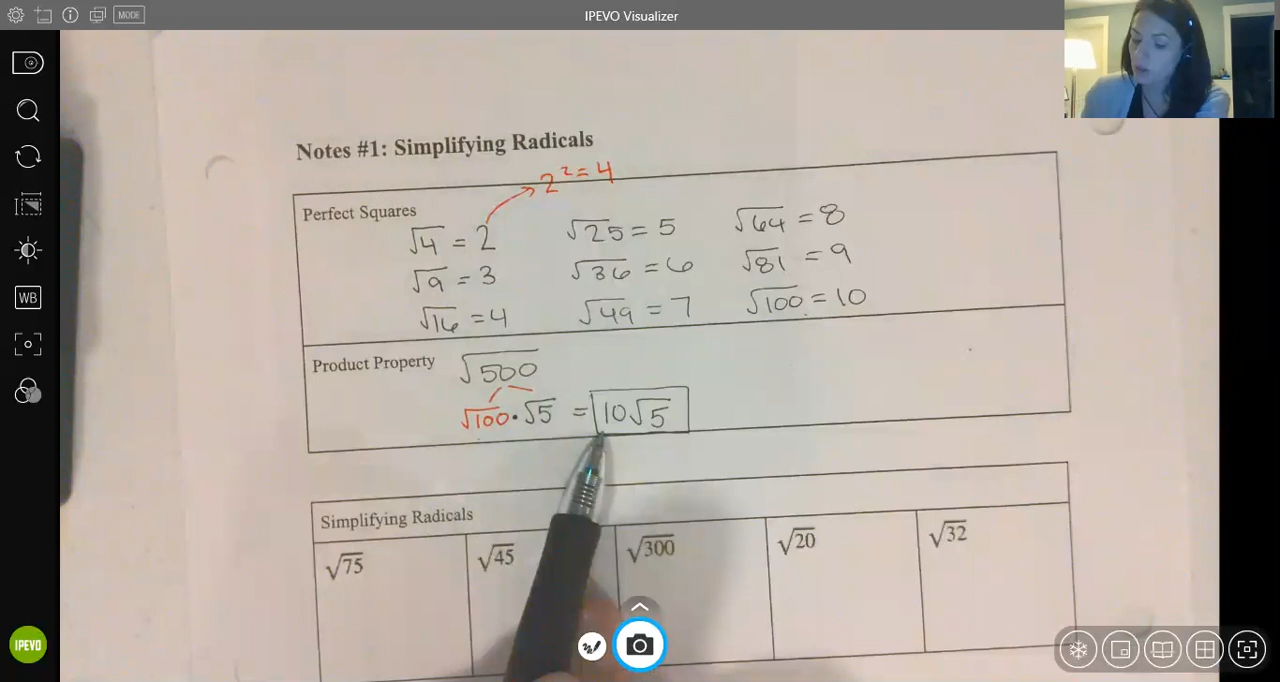 IPEVO Visualizer
MODE
WB
IPEVO
Notes #1: Simplifying Radicals
2² = 4
Perfect Squares
√4 = 2 √25 = 5 √64 = 8
√9 = 3 √36 = 6 √81 = 9
√16 = 4 √49 = 7 √100 = 10
Product Property √500
√100 · √5 = 10√5
Simplifying Radicals
√75 √45 √300 √20 √32